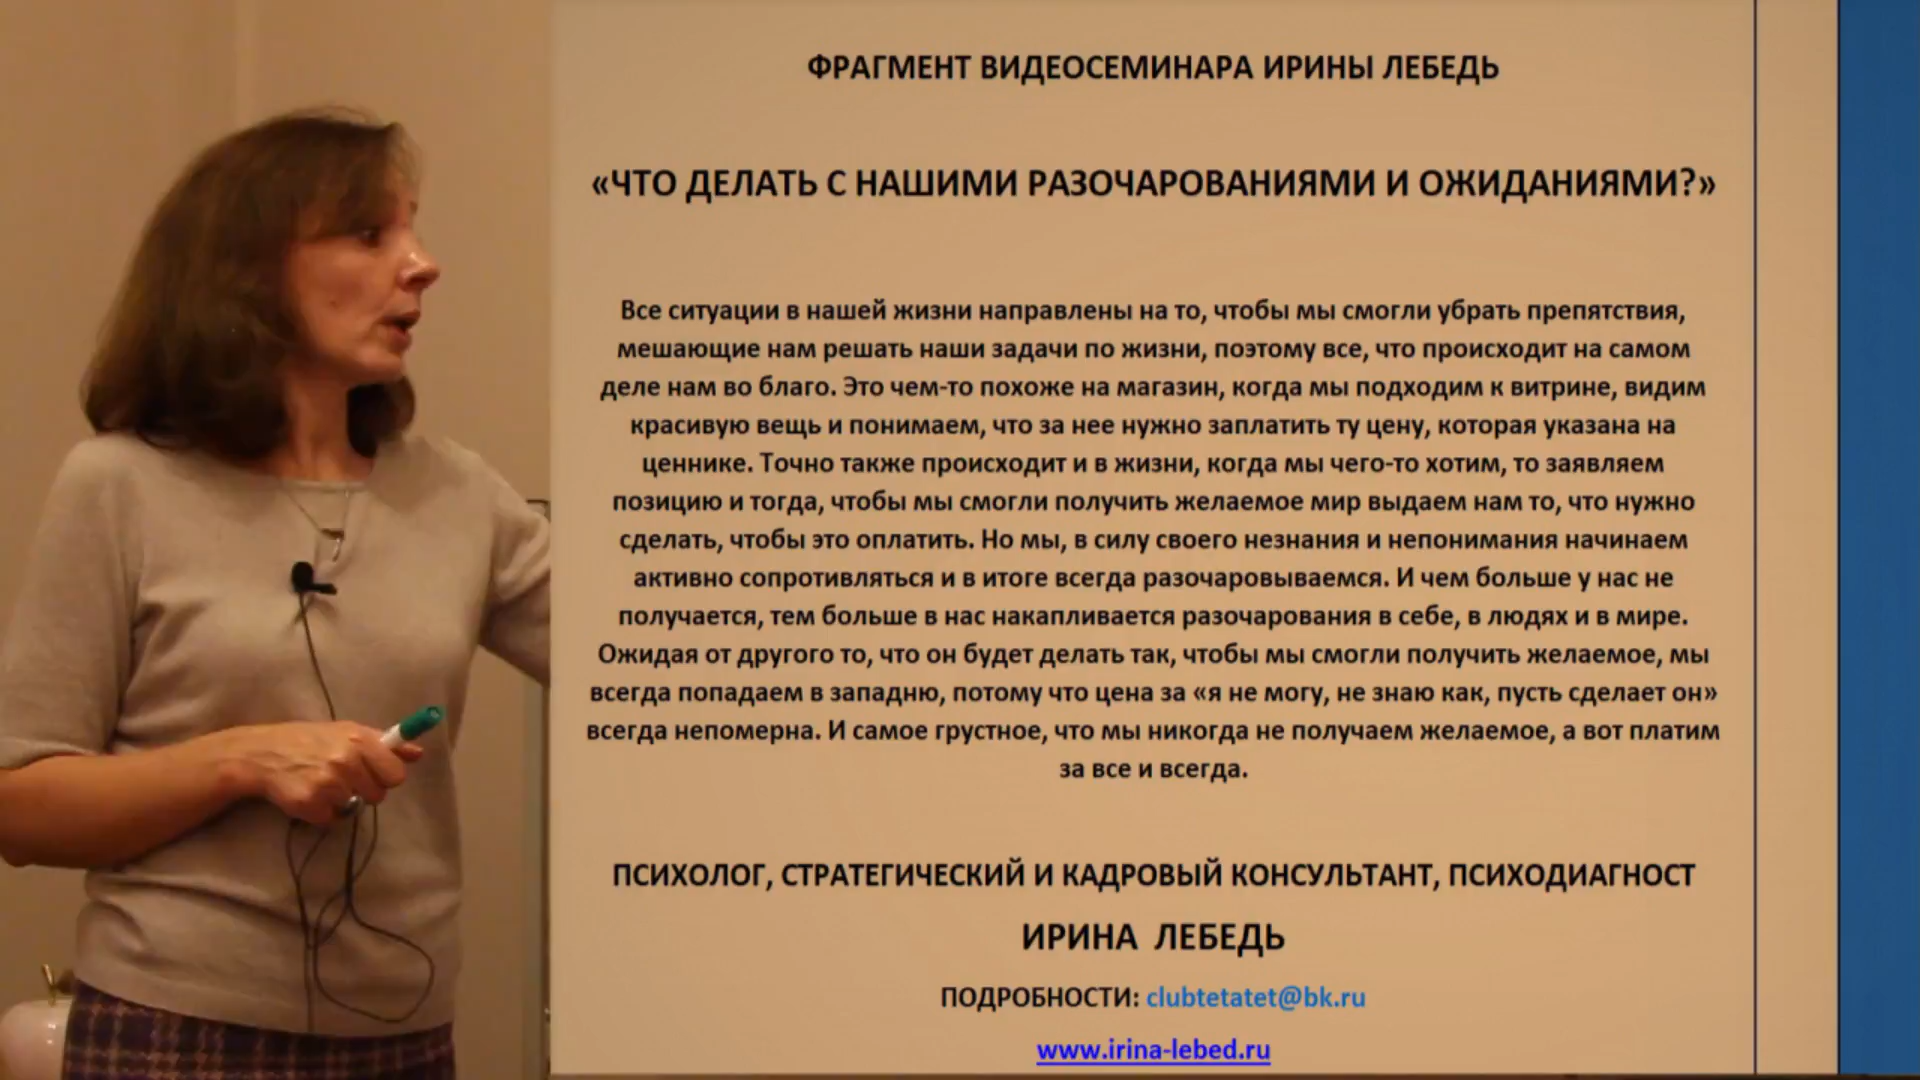 ФРАГМЕНТ ВИДЕОСЕМИНАРА ИРИНЫ ЛЕБЕДЬ
«ЧТО ДЕЛАТЬ С НАШИМИ РАЗОЧАРОВАНИЯМИ И ОЖИДАНИЯМИ?»
Все ситуации в нашей жизни направлены на то, чтобы мы смогли убрать препятствия,
мешающие нам решать наши задачи по жизни, поэтому все, что происходит на самом
деле нам во благо. Это чем-то похоже на магазин, когда мы подходим к витрине, видим
красивую вещь и понимаем, что за нее нужно заплатить ту цену, которая указана на
ценнике. Точно также происходит и в жизни, когда мы чего-то хотим, то заявляем
позицию и тогда, чтобы мы смогли получить желаемое мир выдаем нам то, что нужно
сделать, чтобы это оплатить. Но мы, в силу своего незнания и непонимания начинаем
активно сопротивляться и в итоге всегда разочаровываемся. И чем больше у нас не
получается, тем больше в нас накапливается разочарования в себе, в людях и в мире.
Ожидая от другого то, что он будет делать так, чтобы мы смогли получить желаемое, мы
всегда попадаем в западню, потому что цена за «я не могу, не знаю как, пусть сделает он»
всегда непомерна. И самое грустное, что мы никогда не получаем желаемое, а вот платим
за все и всегда.
ПСИХОЛОГ, СТРАТЕГИЧЕСКИЙ И КАДРОВЫЙ КОНСУЛЬТАНТ, ПСИХОДИАГНОСТ
ИРИНА ЛЕБЕДЬ
ПОДРОБНОСТИ: clubtetatet@bk.ru
www.irina-lebed.ru